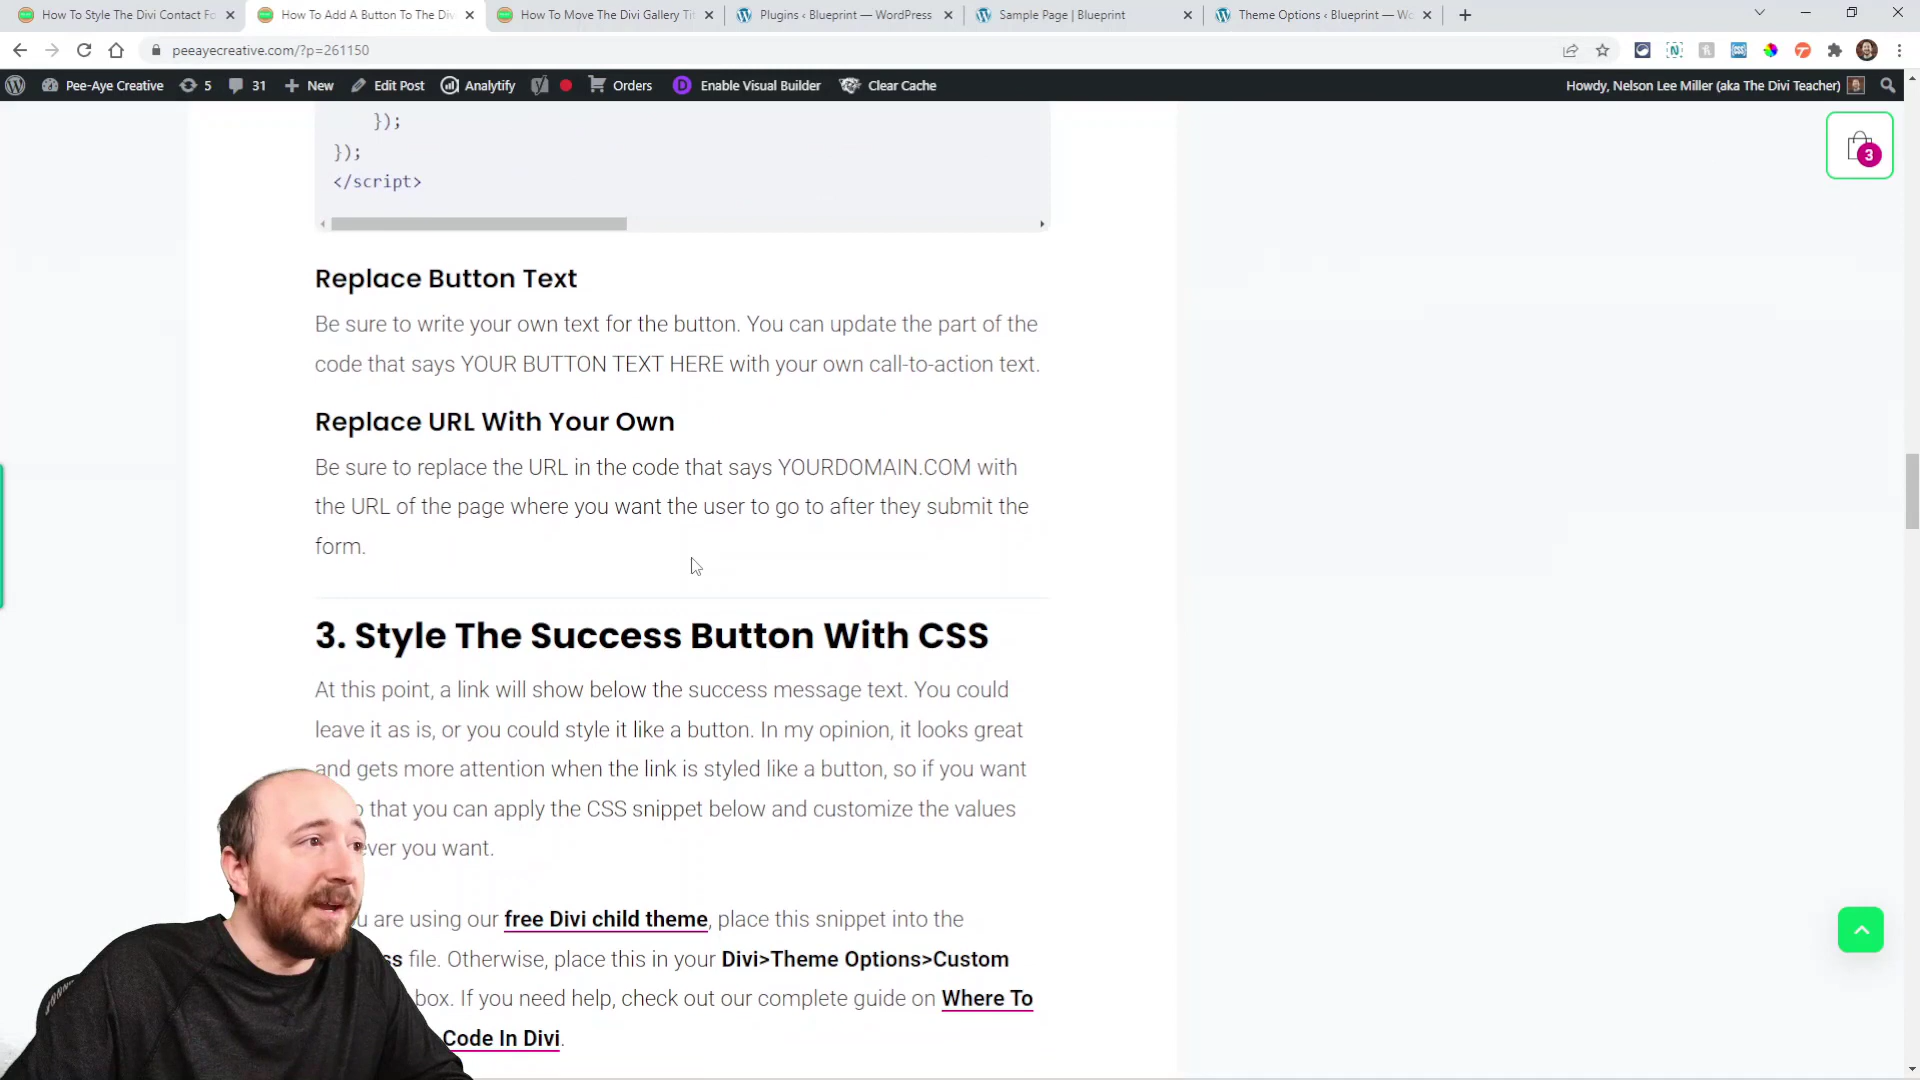 How To Style The Divi Contact Fo
How To Add A Button To The Div
How To Move The Divi Gallery Tit
Plugins ‹ Blueprint — WordPress
Sample Page | Blueprint
Theme Options ‹ Blueprint — Wo
peeayecreative.com/?p=261150
Pee-Aye Creative
5
31
New
Edit Post
Analytify
Orders
Enable Visual Builder
Clear Cache
Howdy, Nelson Lee Miller (aka The Divi Teacher)
3
});
});
</script>
Replace Button Text
Be sure to write your own text for the button. You can update the part of the
code that says YOUR BUTTON TEXT HERE with your own call-to-action text.
Replace URL With Your Own
Be sure to replace the URL in the code that says YOURDOMAIN.COM with
the URL of the page where you want the user to go to after they submit the
form.
3. Style The Success Button With CSS
At this point, a link will show below the success message text. You could
leave it as is, or you could style it like a button. In my opinion, it looks great
and gets more attention when the link is styled like a button, so if you want
o that you can apply the CSS snippet below and customize the values
ever you want.
u are using our free Divi child theme, place this snippet into the
ss file. Otherwise, place this in your Divi>Theme Options>Custom
box. If you need help, check out our complete guide on Where To
Code In Divi.